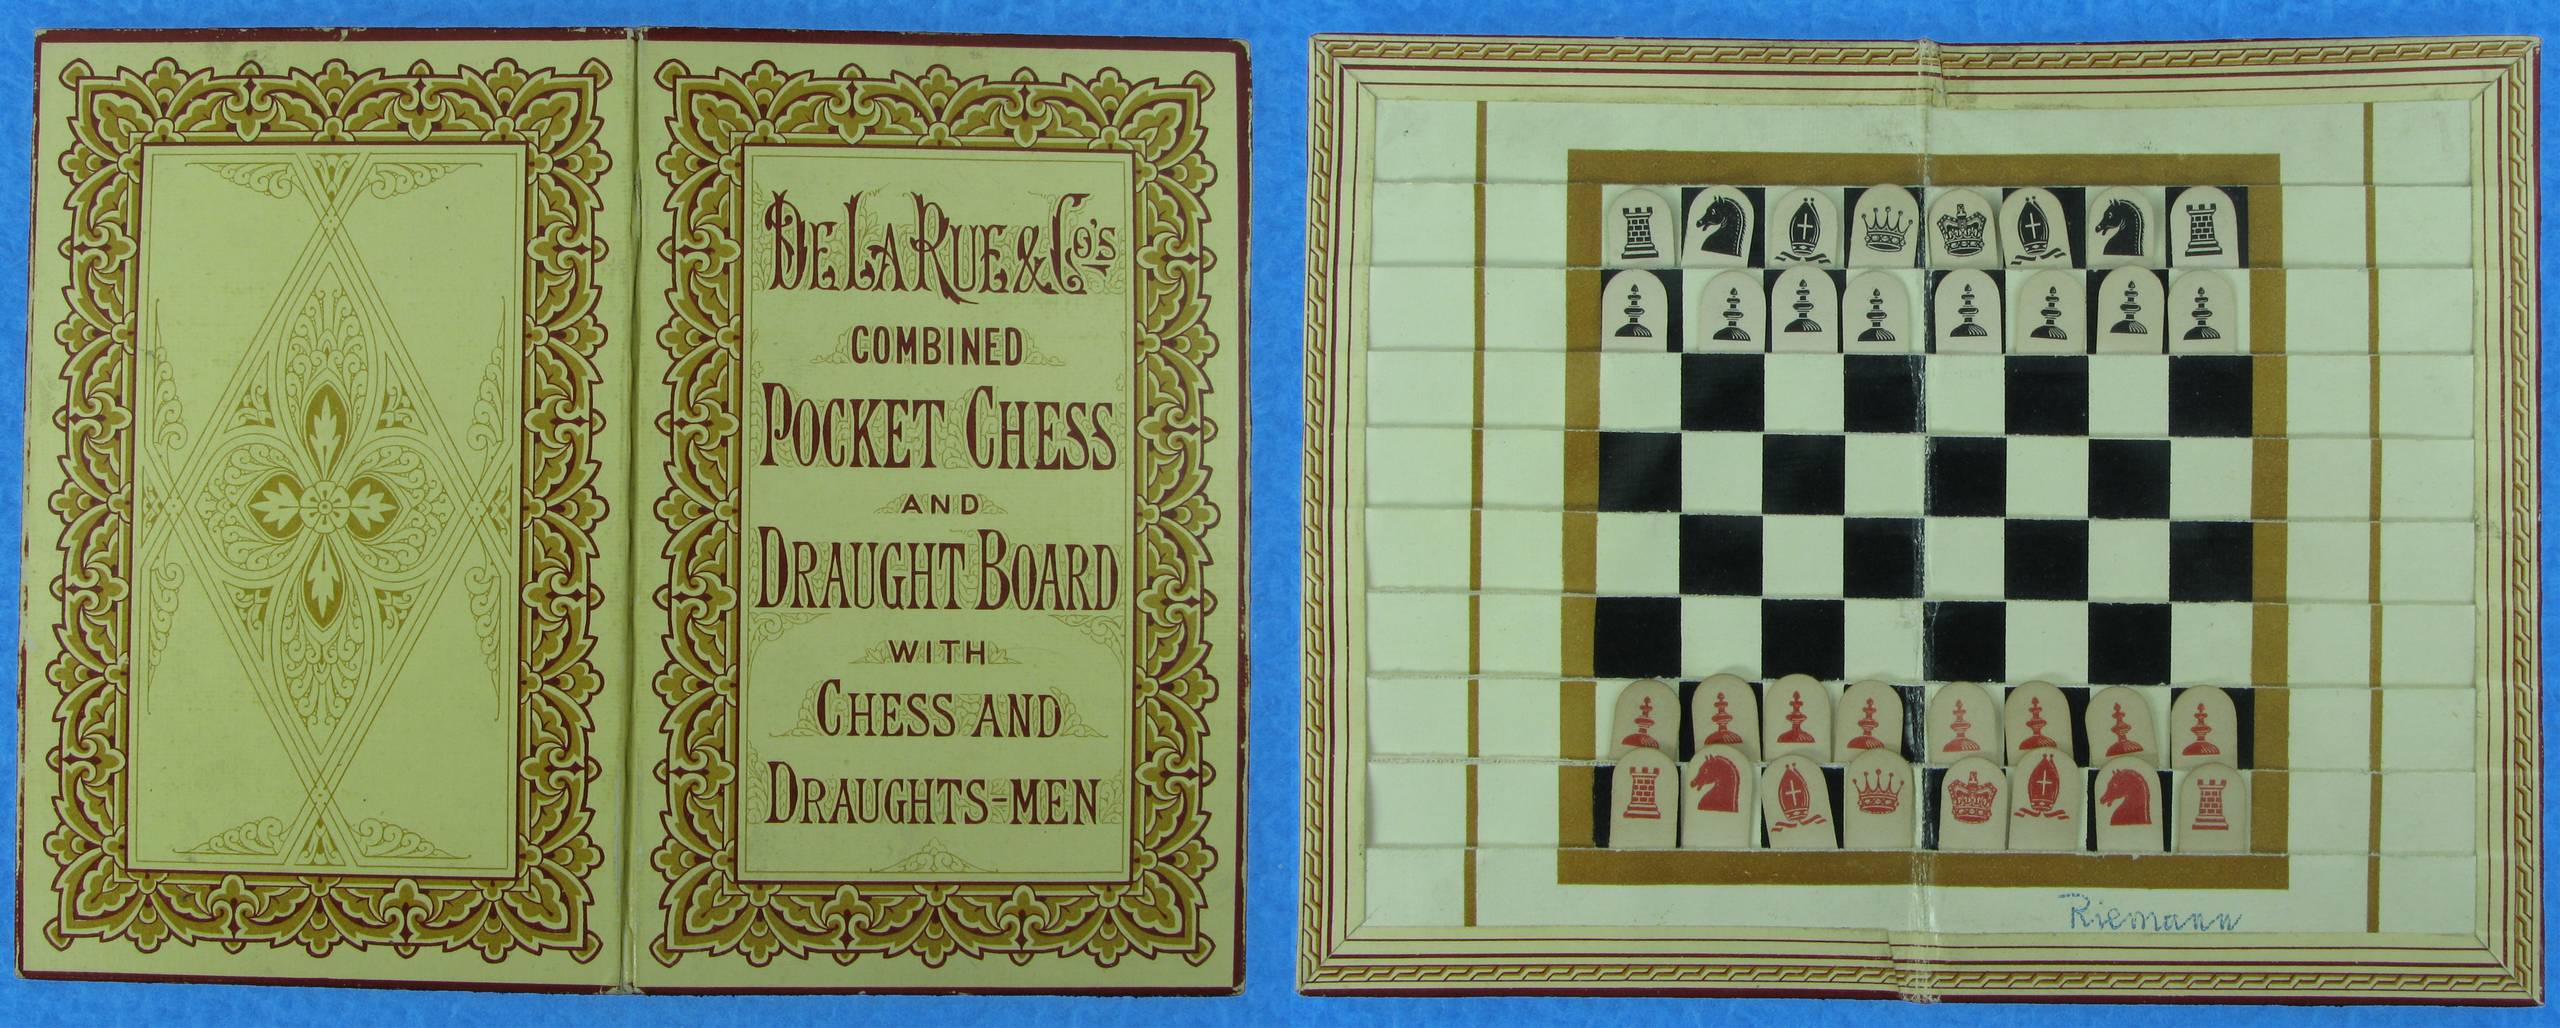 DE LA RUE & Co's
COMBINED
POCKET CHESS
AND
DRAUGHT BOARD
WITH
CHESS AND
DRAUGHTS-MEN
Riemann